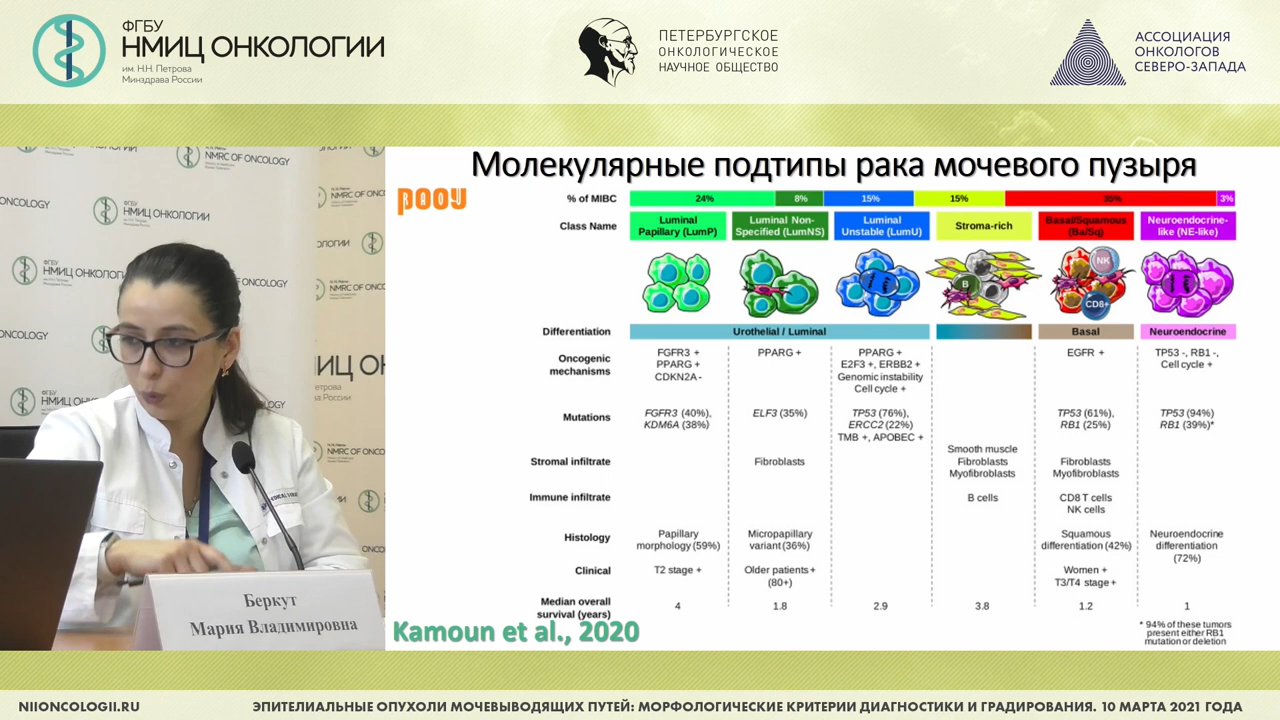 ФГБУ
НМИЦ ОНКОЛОГИИ
им. Н.Н. Петрова
Минздрава России
ПЕТЕРБУРГСКОЕ
ОНКОЛОГИЧЕСКОЕ
НАУЧНОЕ ОБЩЕСТВО
АССОЦИАЦИЯ
ОНКОЛОГОВ
СЕВЕРО-ЗАПАДА
NMRC OF ONCOLOGY
НМИЦ ОНКОЛОГИИ
Беркут
Мария Владимировна
Молекулярные подтипы рака мочевого пузыря
РООУ
% of MIBC 24% 8% 15% 15% 35% 3%
Class Name
Luminal
Papillary (LumP)
Luminal Non-
Specified (LumNS)
Luminal
Unstable (LumU)
Stroma-rich
Basal/Squamous
(Ba/Sq)
Neuroendocrine-
like (NE-like)
B
NK
CD8+
Differentiation Urothelial / Luminal Basal Neuroendocrine
Oncogenic
mechanisms
FGFR3 +
PPARG +
CDKN2A -
PPARG +
PPARG +
E2F3 +, ERBB2 +
Genomic instability
Cell cycle +
EGFR +
TP53 -, RB1 -,
Cell cycle +
Mutations
FGFR3 (40%),
KDM6A (38%)
ELF3 (35%)
TP53 (76%),
ERCC2 (22%)
TMB +, APOBEC +
TP53 (61%),
RB1 (25%)
TP53 (94%)
RB1 (39%)*
Stromal infiltrate
Fibroblasts
Smooth muscle
Fibroblasts
Myofibroblasts
Fibroblasts
Myofibroblasts
Immune infiltrate
B cells
CD8 T cells
NK cells
Histology
Papillary
morphology (59%)
Micropapillary
variant (36%)
Squamous
differentiation (42%)
Neuroendocrine
differentiation
(72%)
Clinical
T2 stage +
Older patients +
(80+)
Women +
T3/T4 stage +
Median overall
survival (years)
4 1.8 2.9 3.8 1.2 1
* 94% of these tumors
present either RB1
mutation or deletion
Kamoun et al., 2020
NIIONCOLOGII.RU
ЭПИТЕЛИАЛЬНЫЕ ОПУХОЛИ МОЧЕВЫВОДЯЩИХ ПУТЕЙ: МОРФОЛОГИЧЕСКИЕ КРИТЕРИИ ДИАГНОСТИКИ И ГРАДИРОВАНИЯ. 10 МАРТА 2021 ГОДА